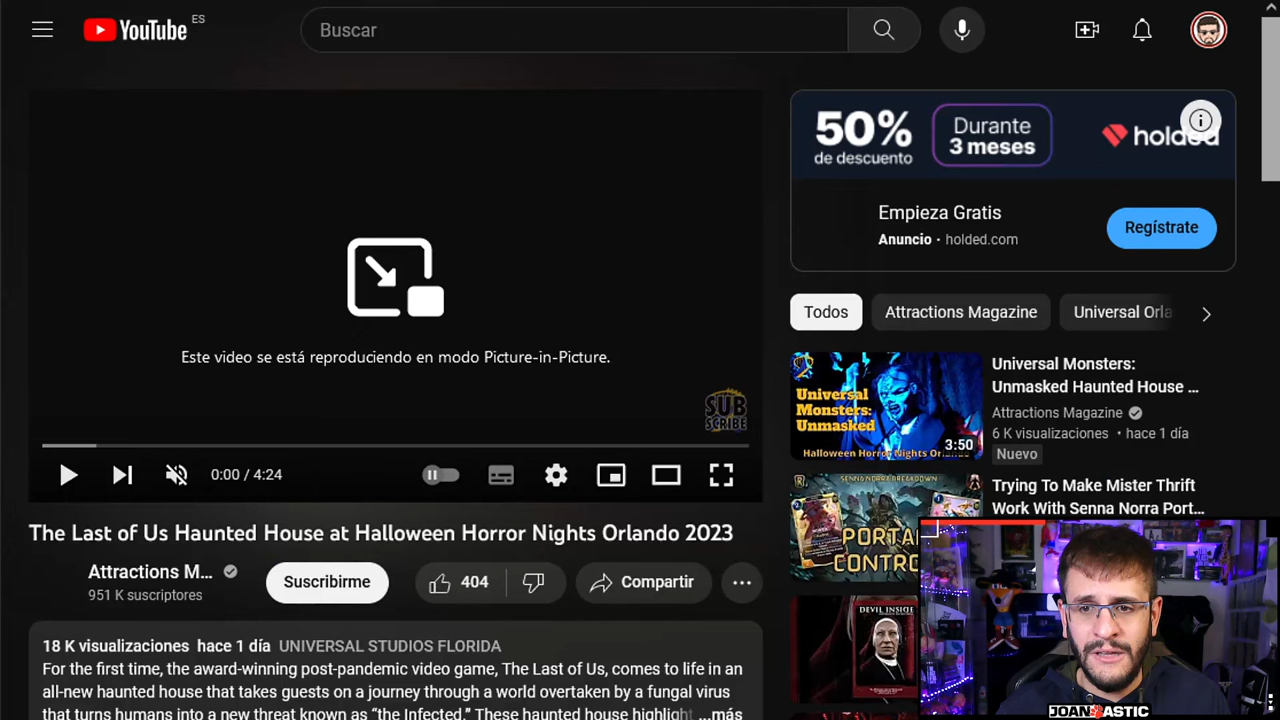 YouTube
ES
Buscar
50%
de descuento
Durante
3 meses
holded
Empieza Gratis
Anuncio • holded.com
Regístrate
Este video se está reproduciendo en modo Picture-in-Picture.
SUB
SCRIBE
0:00 / 4:24
Todos
Attractions Magazine
Universal Orla
Universal
Monsters:
Unmasked
Halloween Horror Nights Orlando
3:50
Universal Monsters:
Unmasked Haunted House ...
Attractions Magazine
6 K visualizaciones • hace 1 día
Nuevo
SENNA NORRA BREAKDOWN
PORTA
CONTRO
Trying To Make Mister Thrift
Work With Senna Norra Port...
DEVIL INSIDE
The Last of Us Haunted House at Halloween Horror Nights Orlando 2023
Attractions M...
951 K suscriptores
Suscribirme
404
Compartir
18 K visualizaciones hace 1 día UNIVERSAL STUDIOS FLORIDA
For the first time, the award-winning post-pandemic video game, The Last of Us, comes to life in an
all-new haunted house that takes guests on a journey through a world overtaken by a fungal virus
that turns humans into a new threat known as “the Infected.” These haunted house highlight ...más
JOANTASTIC